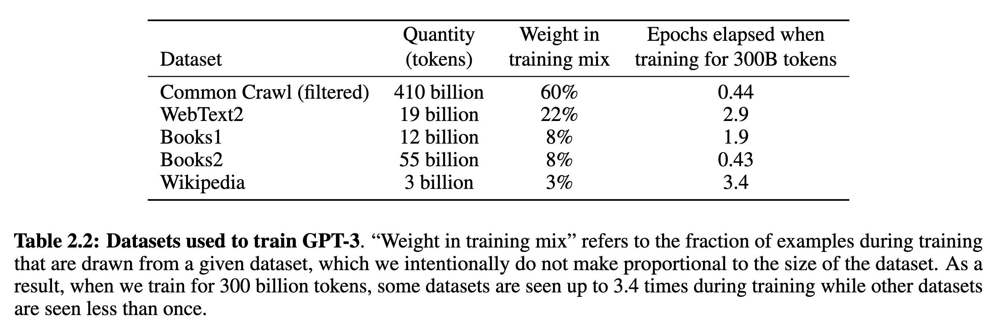 Quantity Weight in Epochs elapsed when
Dataset (tokens) training mix training for 300B tokens
Common Crawl (filtered) 410 billion 60% 0.44
WebText2 19 billion 22% 2.9
Books1 12 billion 8% 1.9
Books2 55 billion 8% 0.43
Wikipedia 3 billion 3% 3.4
Table 2.2: Datasets used to train GPT-3. “Weight in training mix” refers to the fraction of examples during training
that are drawn from a given dataset, which we intentionally do not make proportional to the size of the dataset. As a
result, when we train for 300 billion tokens, some datasets are seen up to 3.4 times during training while other datasets
are seen less than once.